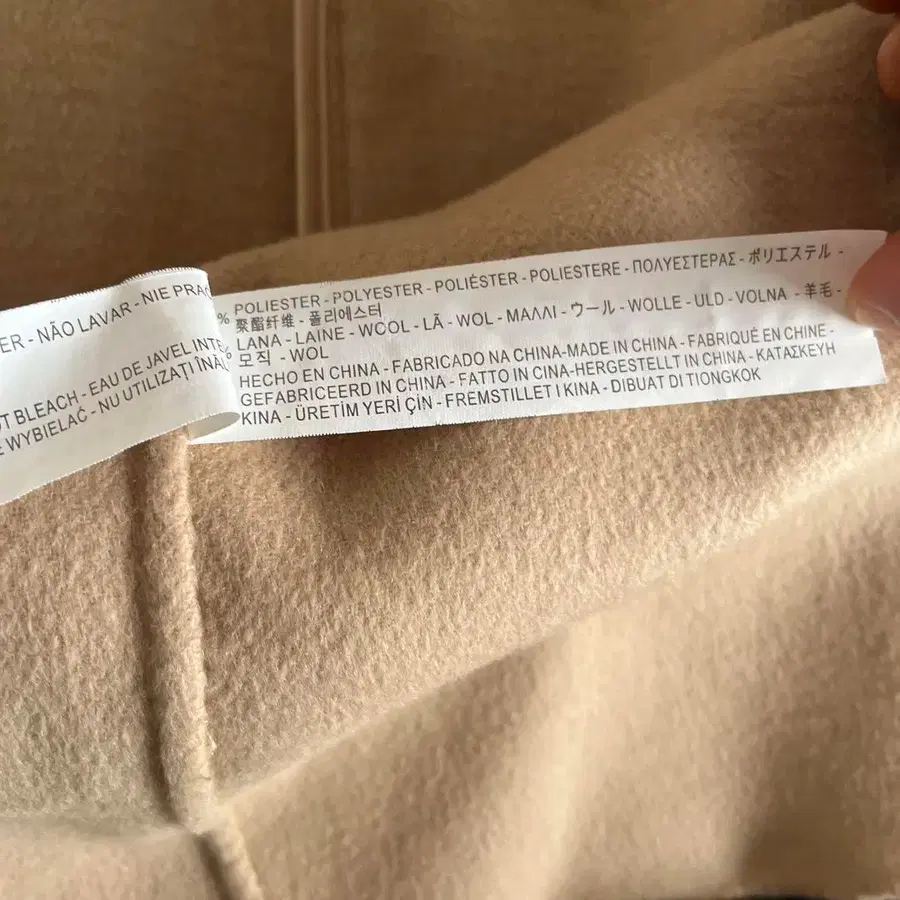 ER - NÃO LAVAR - NIE PRAC
OT BLEACH - EAU DE JAVEL INTE
E WYBIELAĆ - NU UTILIZAȚI ÎNĂL
% POLIESTER - POLYESTER - POLIÉSTER - POLIESTERE - ΠΟΛΥΕΣΤΕΡΑΣ - ポリエステル -
聚酯纤维 - 폴리에스터
% LANA - LAINE - WOOL - LÃ - WOL - ΜΑΛΛΙ - ウール - WOLLE - ULD - VOLNA - 羊毛 -
모직 - WOL
HECHO EN CHINA - FABRICADO NA CHINA-MADE IN CHINA - FABRIQUÉ EN CHINE -
GEFABRICEERD IN CHINA - FATTO IN CINA-HERGESTELLT IN CHINA - ΚΑΤΑΣΚΕΥΗ
KINA - ÜRETİM YERİ ÇİN - FREMSTILLET I KINA - DIBUAT DI TIONGKOK